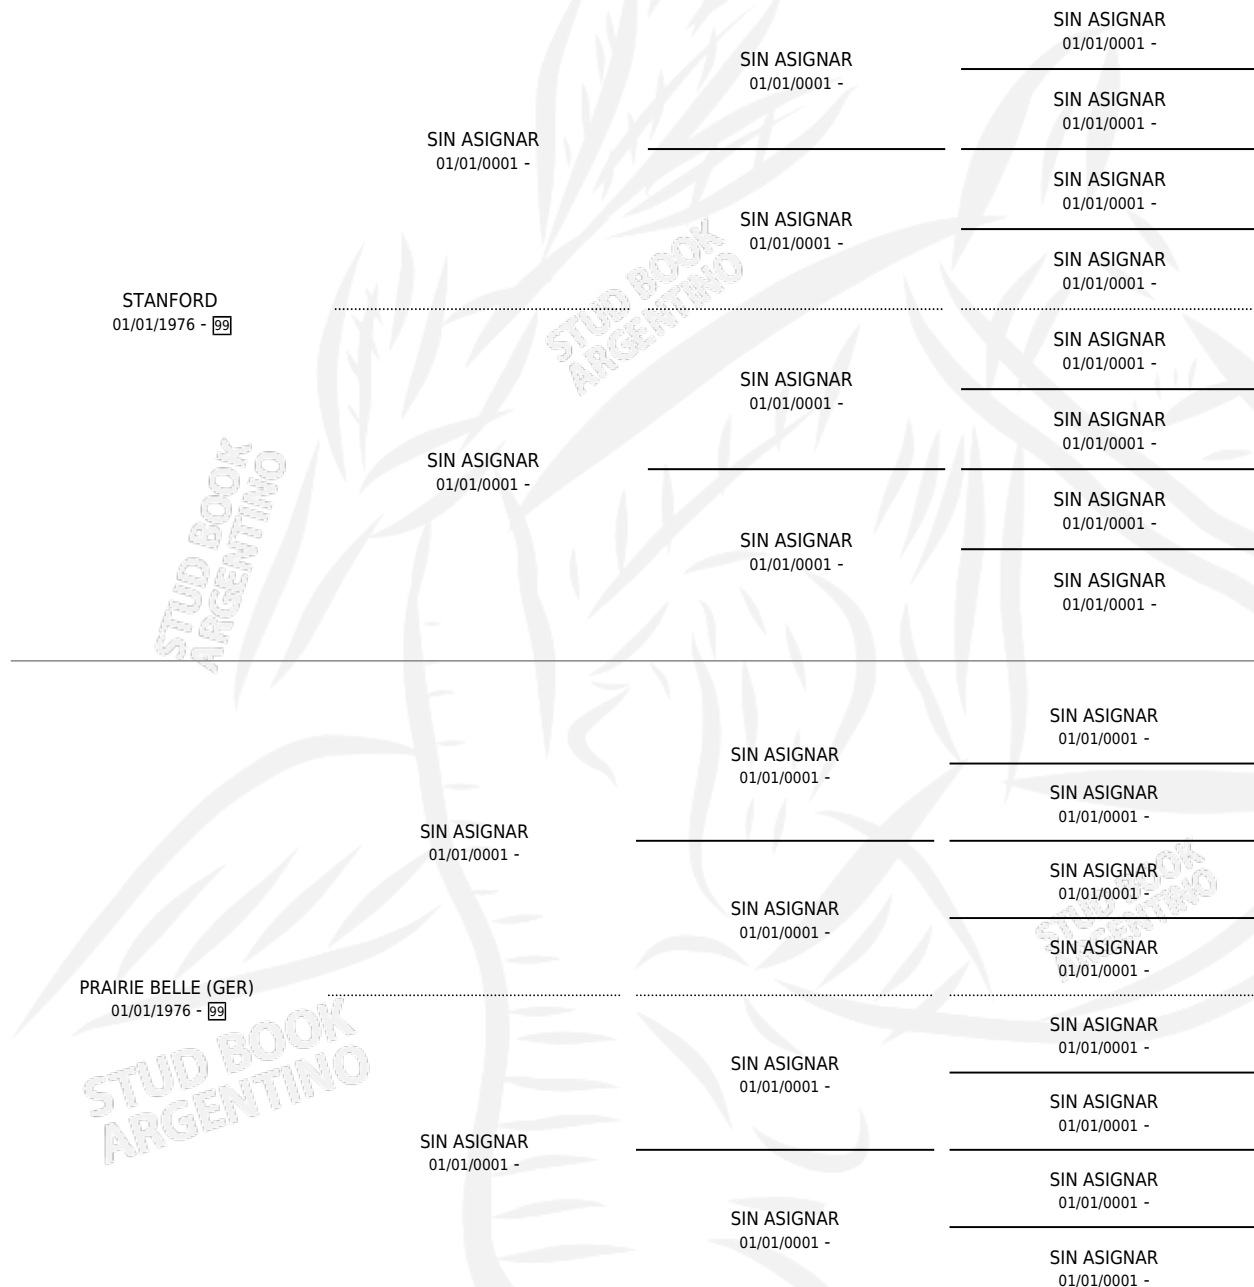 STANFORD
01/01/1976 - 99
SIN ASIGNAR
01/01/0001 -
SIN ASIGNAR
01/01/0001 -
SIN ASIGNAR
01/01/0001 -
SIN ASIGNAR
01/01/0001 -
SIN ASIGNAR
01/01/0001 -
SIN ASIGNAR
01/01/0001 -
SIN ASIGNAR
01/01/0001 -
SIN ASIGNAR
01/01/0001 -
SIN ASIGNAR
01/01/0001 -
SIN ASIGNAR
01/01/0001 -
SIN ASIGNAR
01/01/0001 -
SIN ASIGNAR
01/01/0001 -
SIN ASIGNAR
01/01/0001 -
SIN ASIGNAR
01/01/0001 -
STUD BOOK
ARGENTINO
STUD BOOK
ARGENTINO
PRAIRIE BELLE (GER)
01/01/1976 - 99
SIN ASIGNAR
01/01/0001 -
SIN ASIGNAR
01/01/0001 -
SIN ASIGNAR
01/01/0001 -
SIN ASIGNAR
01/01/0001 -
SIN ASIGNAR
01/01/0001 -
SIN ASIGNAR
01/01/0001 -
SIN ASIGNAR
01/01/0001 -
SIN ASIGNAR
01/01/0001 -
SIN ASIGNAR
01/01/0001 -
SIN ASIGNAR
01/01/0001 -
SIN ASIGNAR
01/01/0001 -
SIN ASIGNAR
01/01/0001 -
SIN ASIGNAR
01/01/0001 -
SIN ASIGNAR
01/01/0001 -
STUD BOOK
ARGENTINO
STUD BOOK
ARGENTINO